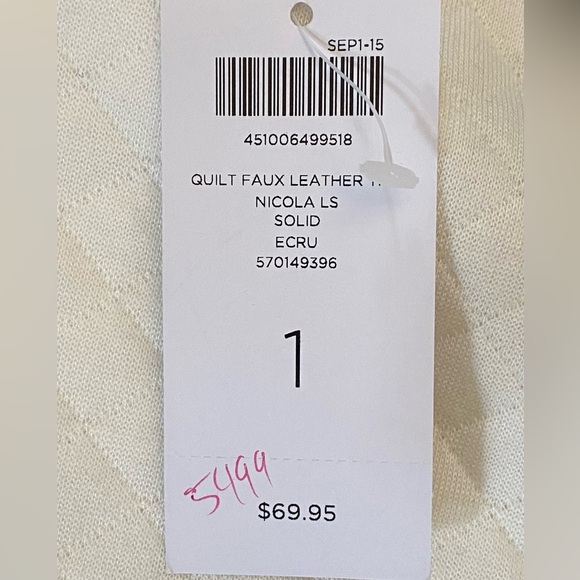 SEP1-15
451006499518
QUILT FAUX LEATHER
NICOLA LS
SOLID
ECRU
570149396
1
5499
$69.95